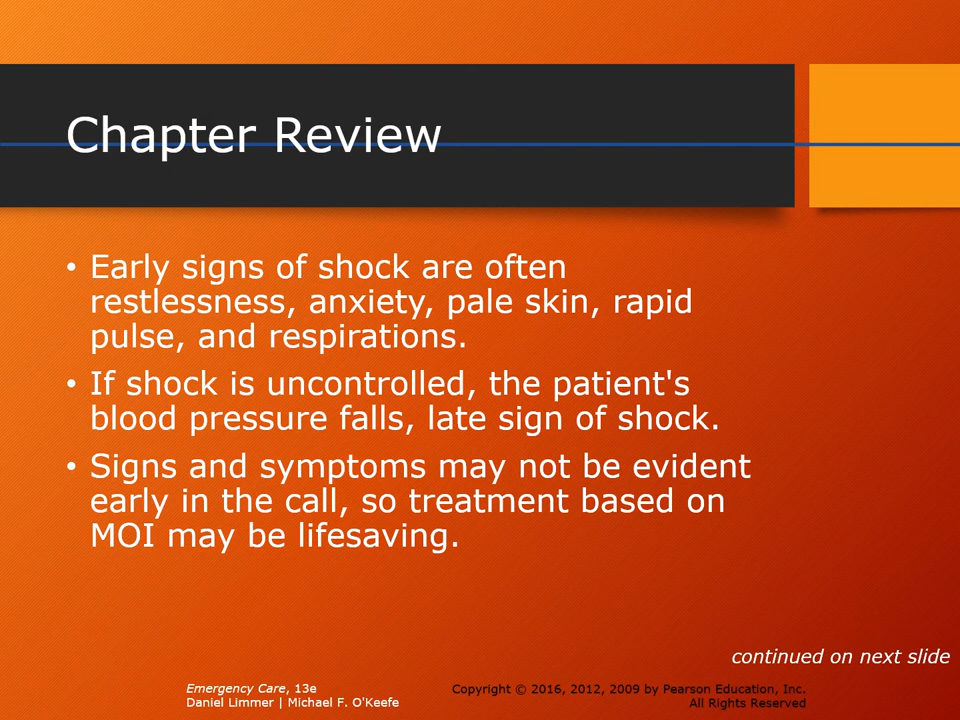 Chapter Review
• Early signs of shock are often
restlessness, anxiety, pale skin, rapid
pulse, and respirations.
• If shock is uncontrolled, the patient's
blood pressure falls, late sign of shock.
• Signs and symptoms may not be evident
early in the call, so treatment based on
MOI may be lifesaving.
continued on next slide
Emergency Care, 13e
Daniel Limmer | Michael F. O'Keefe
Copyright © 2016, 2012, 2009 by Pearson Education, Inc.
All Rights Reserved